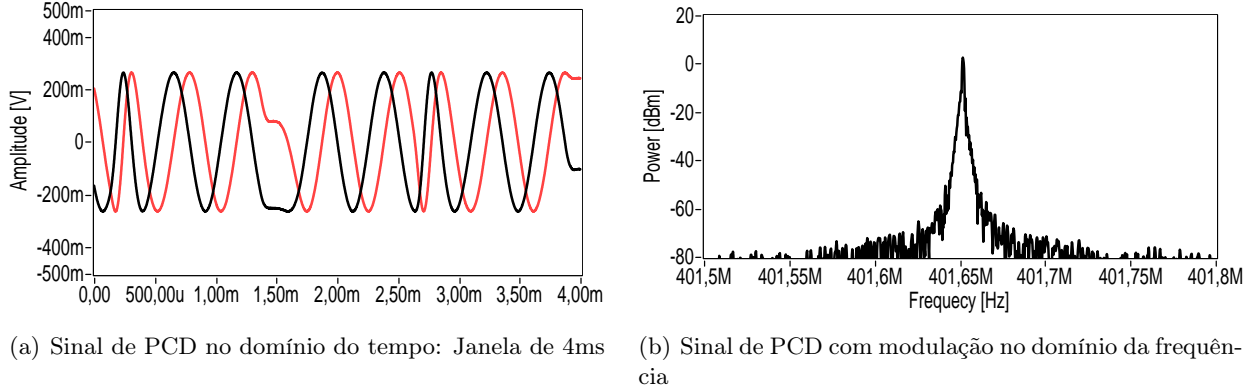 500m
400m
200m
0
-200m
-400m
-500m
Amplitude [V]
0,00 500,00u 1,00m 1,50m 2,00m 2,50m 3,00m 3,50m 4,00m
(a) Sinal de PCD no domínio do tempo: Janela de 4ms
20
0
-20
-40
-60
-80
Power [dBm]
401,5M 401,55M 401,6M 401,65M 401,7M 401,75M 401,8M
Frequecy [Hz]
(b) Sinal de PCD com modulação no domínio da frequên-
cia